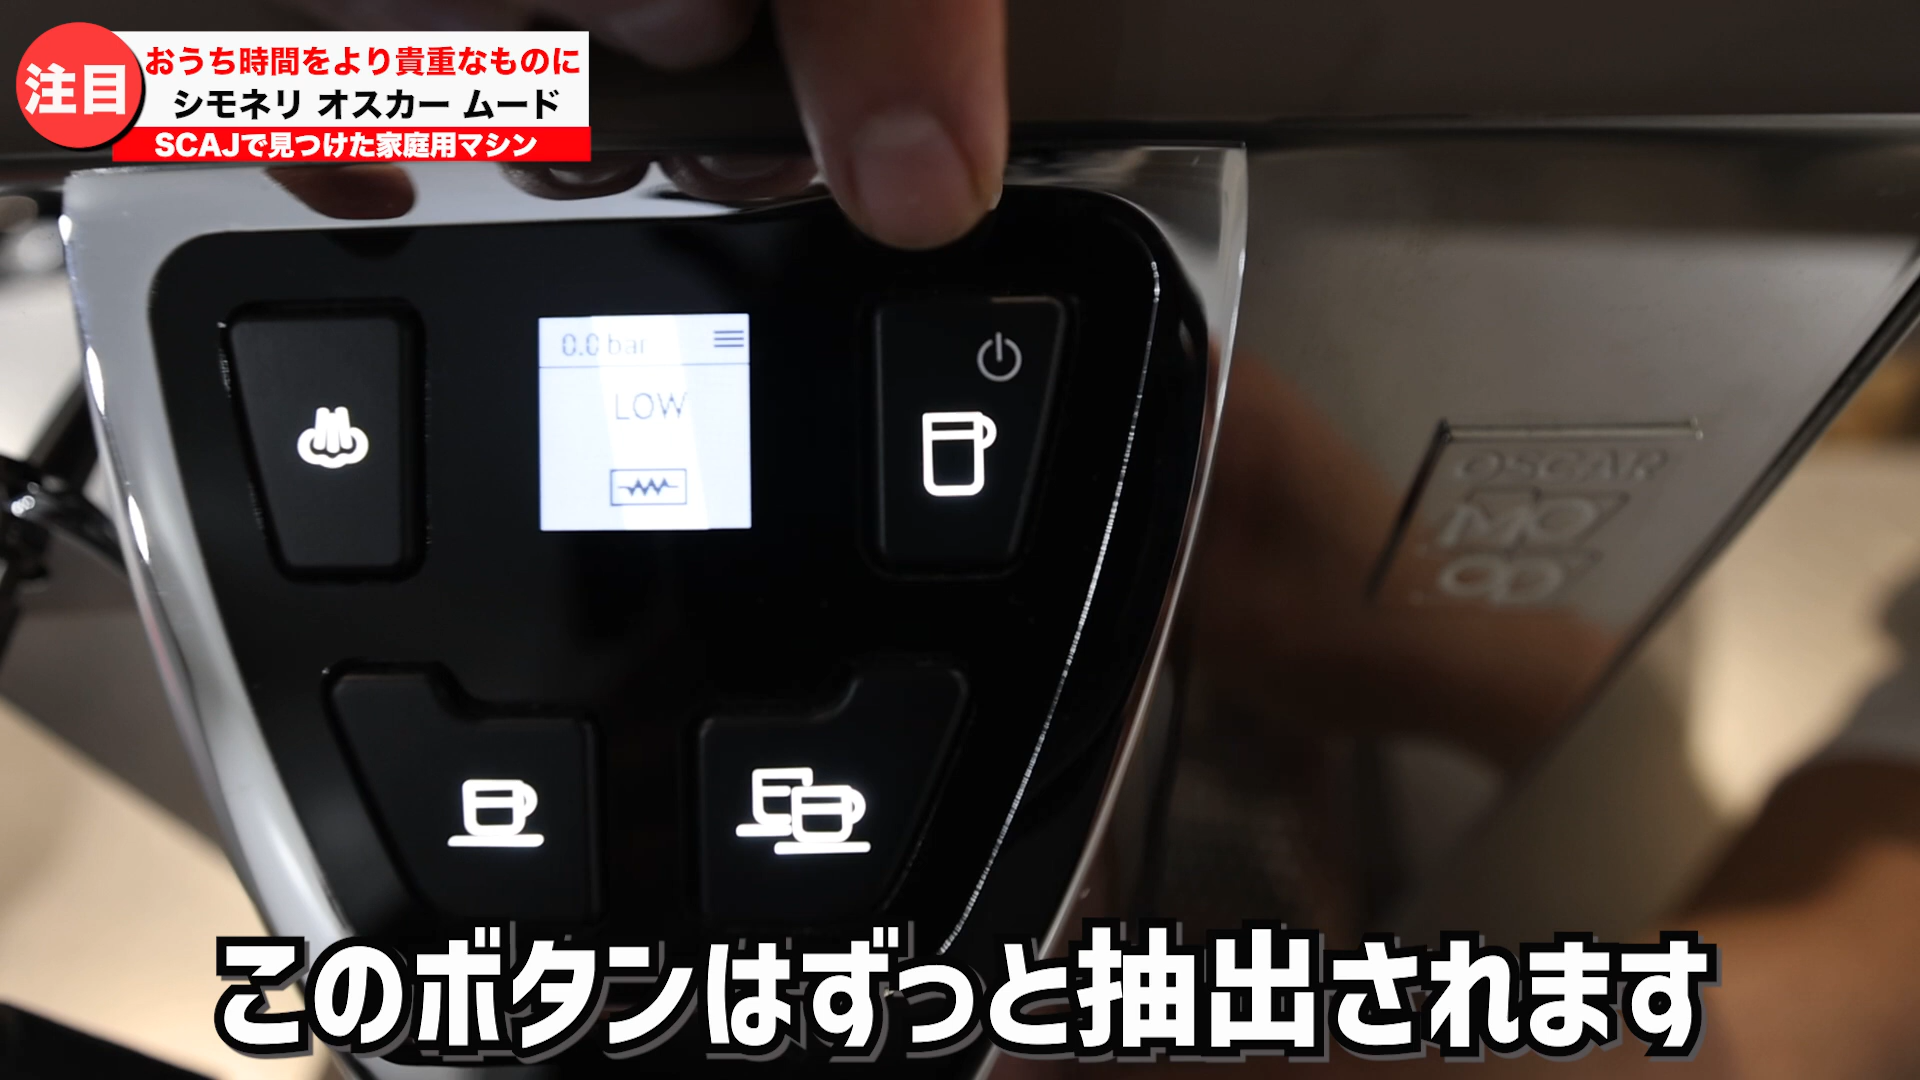 注目
おうち時間をより貴重なものに
シモネリ オスカー ムード
SCAJで見つけた家庭用マシン
0.0 bar
LOW
OSCAR
MO
このボタンはずっと抽出されます